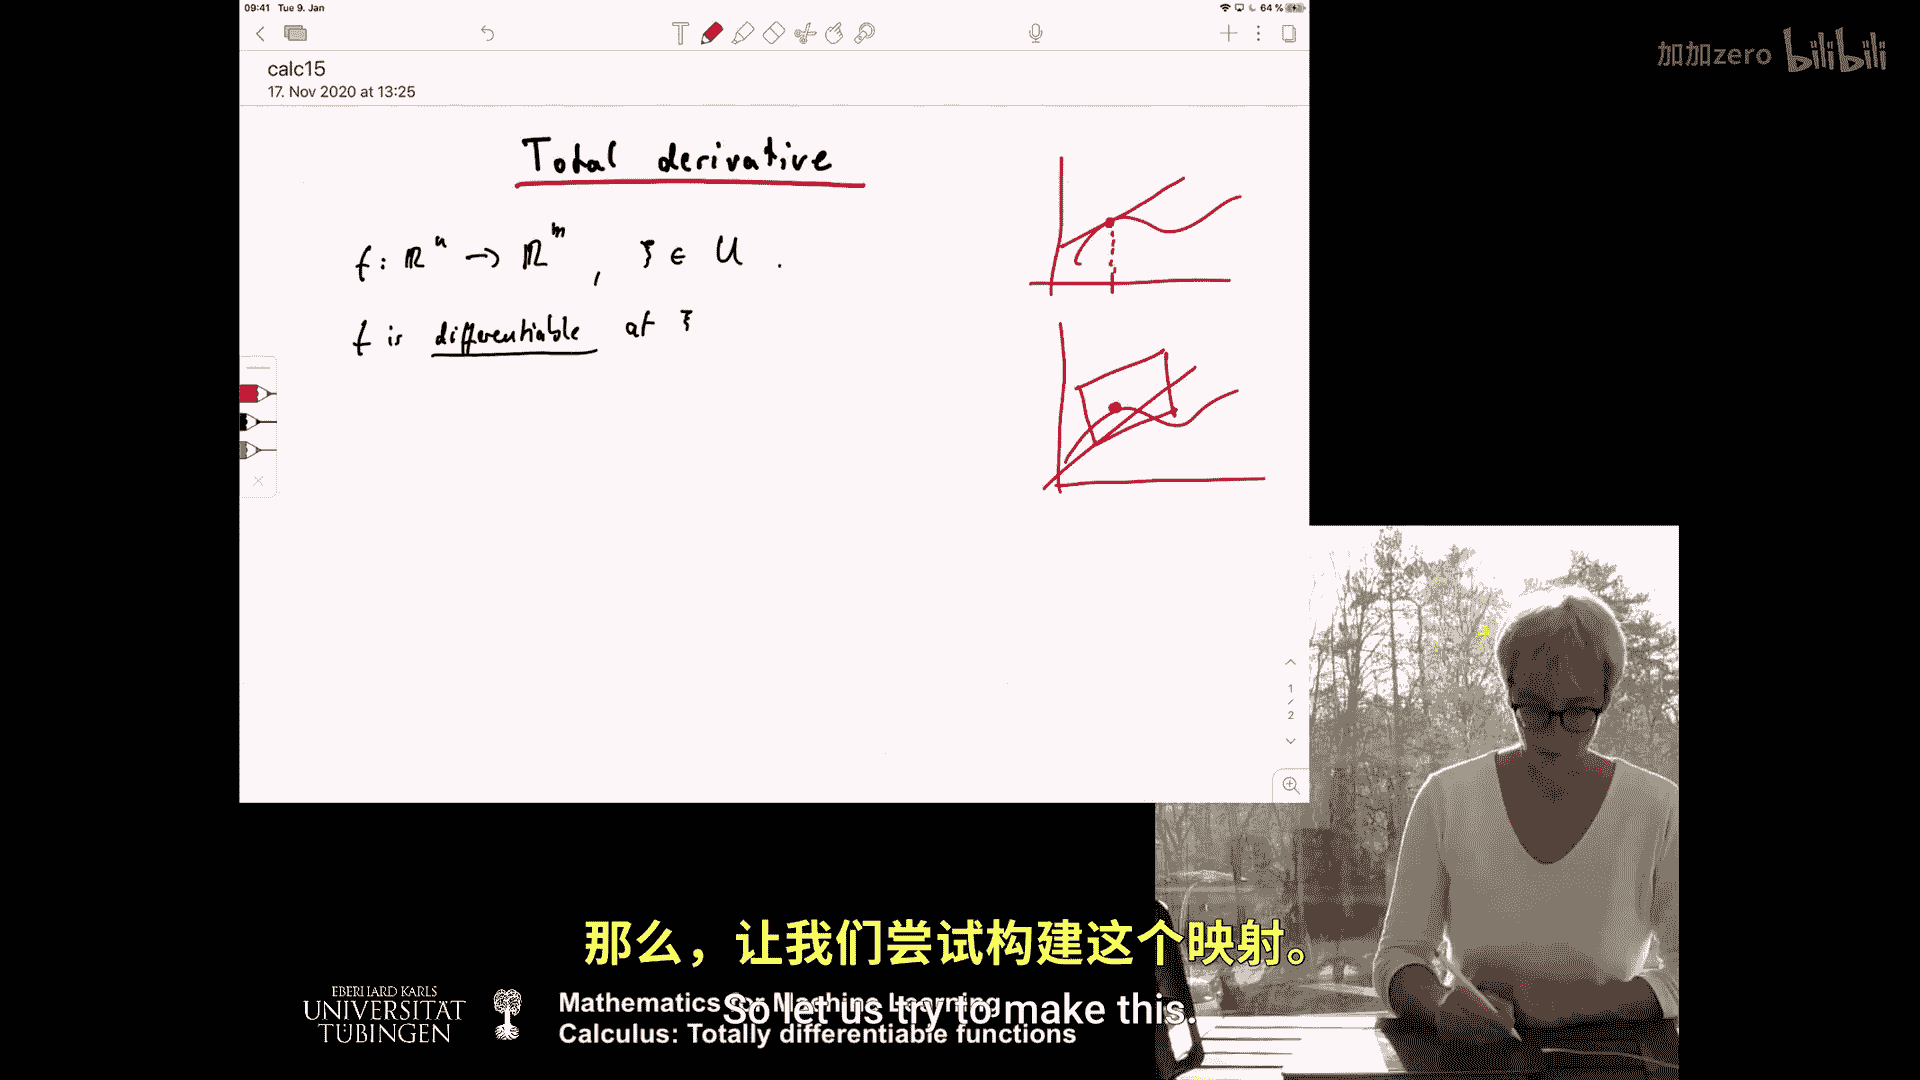 09:41 Tue 9. Jan
64 %
calc15
17. Nov 2020 at 13:25
Total derivative
f: ℝⁿ → ℝᵐ, ξ ∈ U .
f is differentiable at ξ
1
/
2
加加zero bilibili
那么，让我们尝试构建这个映射。
So let us try to make this.
EBERHARD KARLS
UNIVERSITÄT
TÜBINGEN
Mathematics for Machine Learning
Calculus: Totally differentiable functions